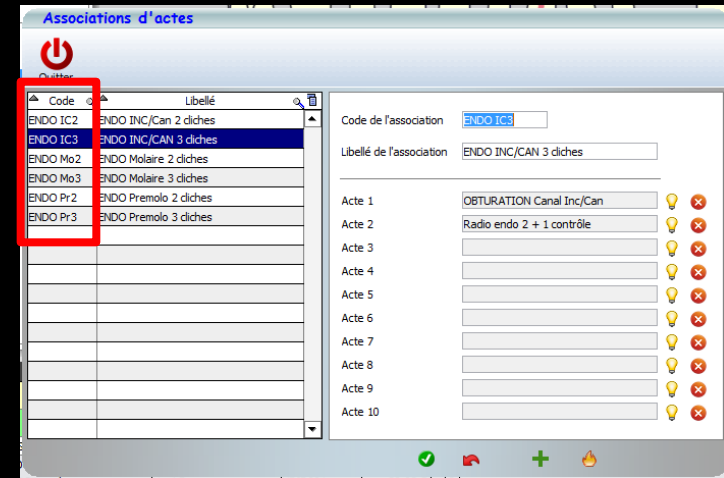 Associations d'actes
Quitter
Code Libellé
ENDO IC2 ENDO INC/Can 2 cliches
ENDO IC3 ENDO INC/CAN 3 cliches
ENDO Mo2 ENDO Molaire 2 cliches
ENDO Mo3 ENDO Molaire 3 cliches
ENDO Pr2 ENDO Premolo 2 cliches
ENDO Pr3 ENDO Premolo 3 cliches
Code de l'association ENDO IC3
Libellé de l'association ENDO INC/CAN 3 cliches
Acte 1 OBTURATION Canal Inc/Can
Acte 2 Radio endo 2 + 1 contrôle
Acte 3
Acte 4
Acte 5
Acte 6
Acte 7
Acte 8
Acte 9
Acte 10